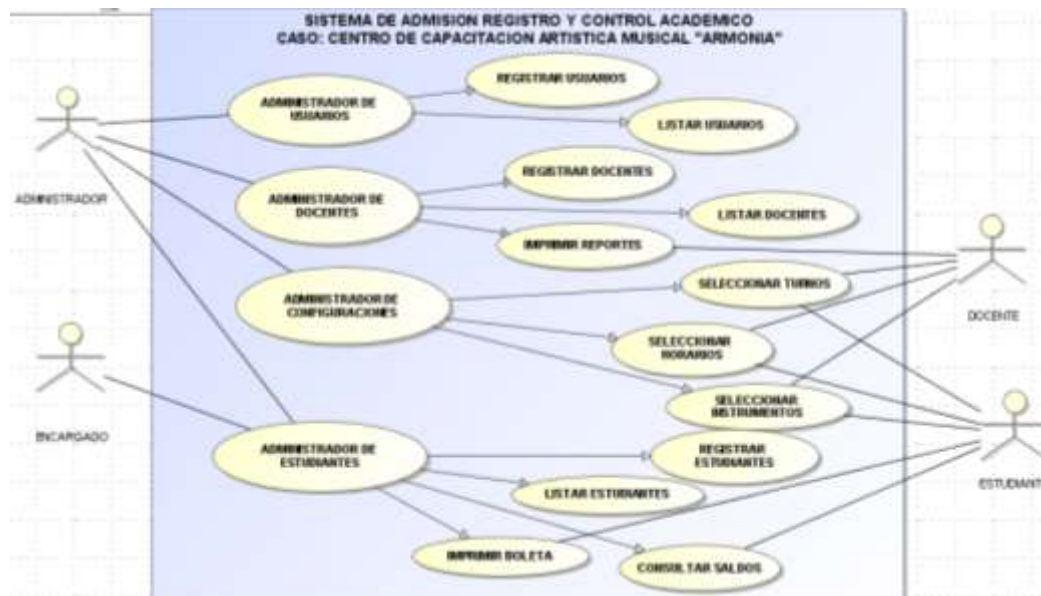 SISTEMA DE ADMISION REGISTRO Y CONTROL ACADEMICO
CASO: CENTRO DE CAPACITACION ARTISTICA MUSICAL "ARMONIA"
REGISTRAR USUARIOS
ADMINISTRADOR DE
USUARIOS
LISTAR USUARIOS
REGISTRAR DOCENTES
ADMINISTRADOR
ADMINISTRADOR DE
DOCENTES
LISTAR DOCENTES
IMPRIMIR REPORTES
SELECCIONAR TURNOS
ADMINISTRADOR DE
CONFIGURACIONES
DOCENTE
SELECCIONAR
HORARIOS
SELECCIONAR
INSTRUMENTOS
ENCARGADO
ADMINISTRADOR DE
ESTUDIANTES
REGISTRAR
ESTUDIANTES
ESTUDIANT
LISTAR ESTUDIANTES
IMPRIMIR BOLETA
CONSULTAR SALDOS